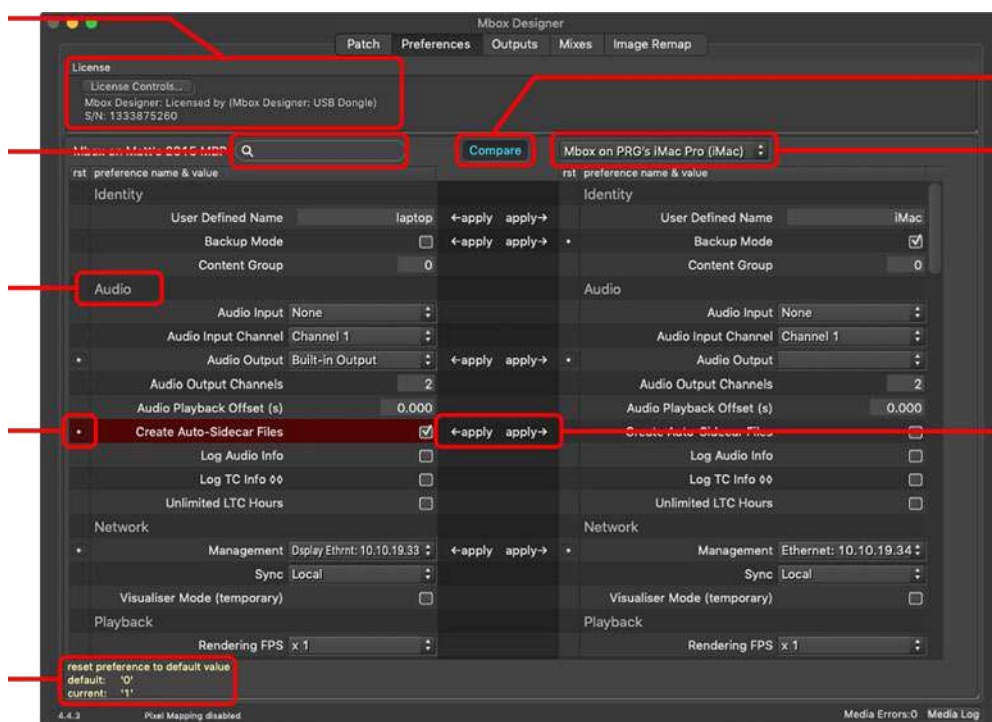 Mbox Designer
Patch Preferences Outputs Mixes Image Remap
License
License Controls...
Mbox Designer: Licensed by (Mbox Designer: USB Dongle)
S/N: 1333875260
Mbox on Matt's 2015 MBP Compare Mbox on PRG's iMac Pro (iMac)
rst preference name & value rst preference name & value
Identity Identity
User Defined Name laptop ←apply apply→ User Defined Name iMac
Backup Mode ←apply apply→ • Backup Mode
Content Group 0 Content Group 0
Audio Audio
Audio Input None Audio Input None
Audio Input Channel Channel 1 Audio Input Channel Channel 1
• Audio Output Built-in Output ←apply apply→ • Audio Output
Audio Output Channels 2 Audio Output Channels 2
Audio Playback Offset (s) 0.000 Audio Playback Offset (s) 0.000
• Create Auto-Sidecar Files ←apply apply→ Create Auto-Sidecar Files
Log Audio Info Log Audio Info
Log TC Info ◊◊ Log TC Info ◊◊
Unlimited LTC Hours Unlimited LTC Hours
Network Network
• Management Dsplay Ethrnt: 10.10.19.33 ←apply apply→ • Management Ethernet: 10.10.19.34
Sync Local Sync Local
Visualiser Mode (temporary) Visualiser Mode (temporary)
Playback Playback
Rendering FPS x 1 Rendering FPS x 1
reset preference to default value
default: '0'
current: '1'
4.4.3 Pixel Mapping disabled Media Errors:0 Media Log